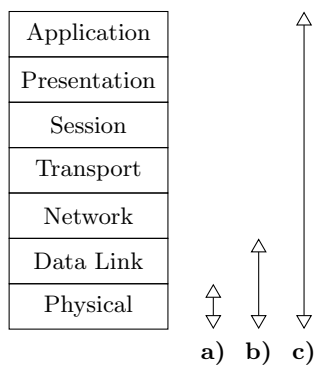 Application
Presentation
Session
Transport
Network
Data Link
Physical
a) b) c)